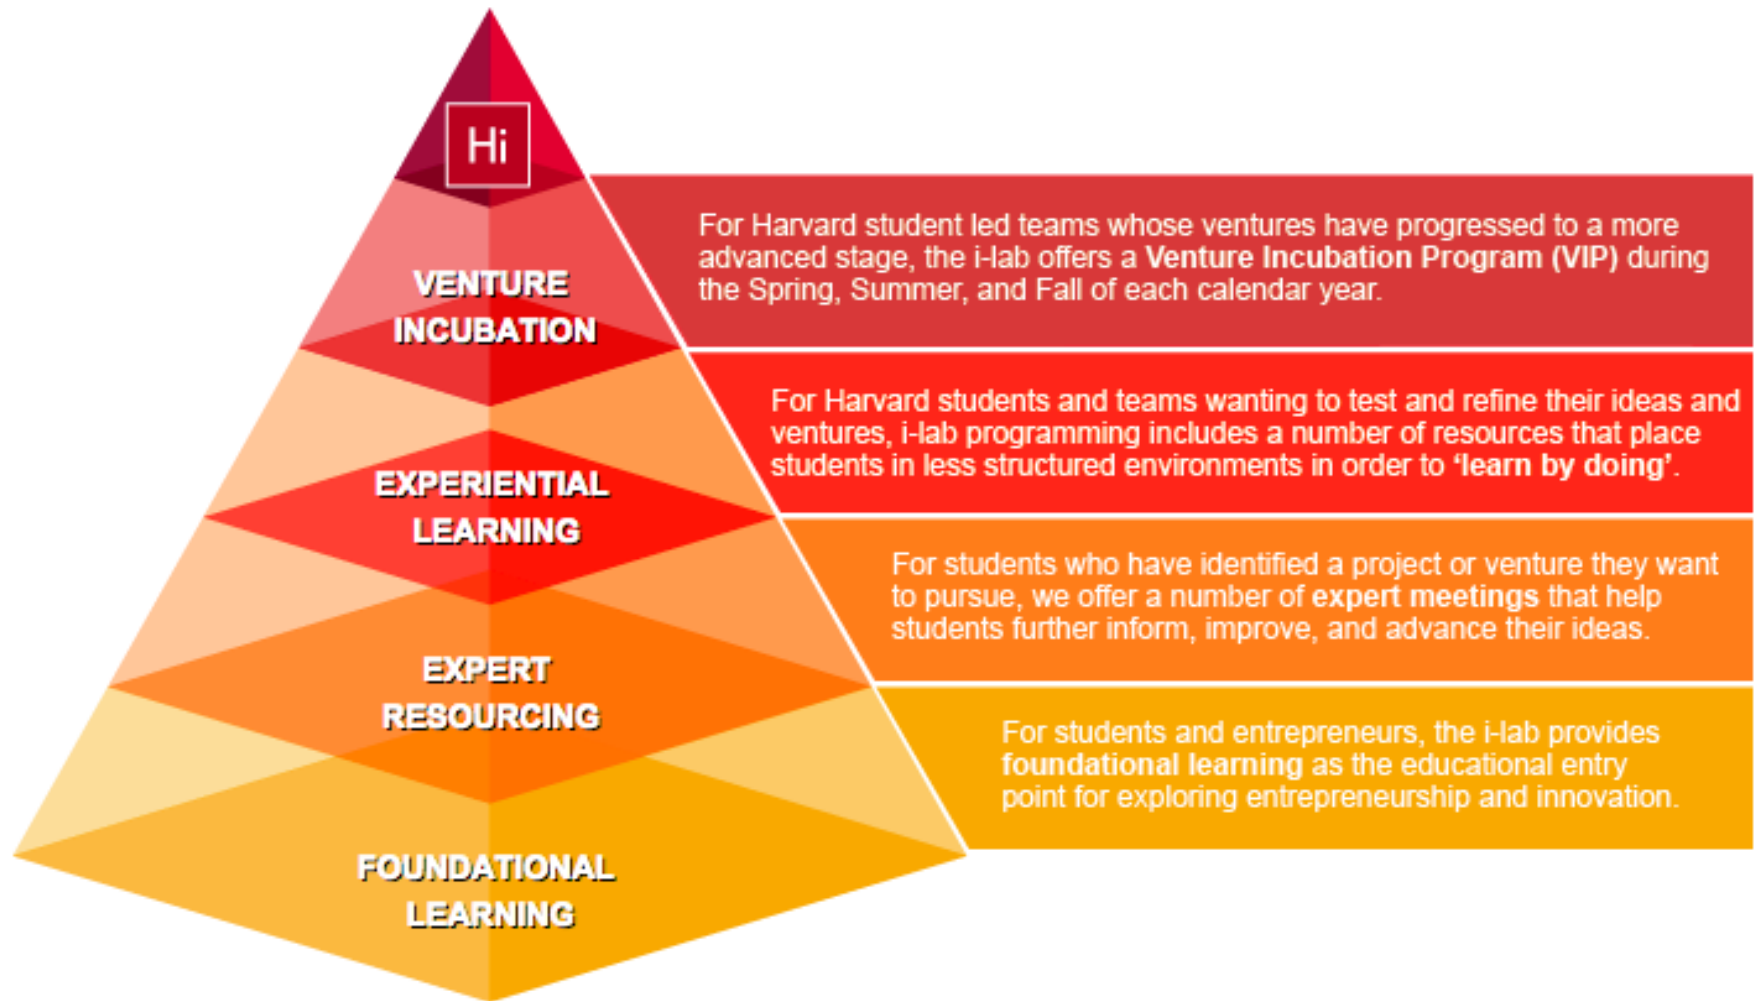 Hi
VENTURE
INCUBATION
For Harvard student led teams whose ventures have progressed to a more
advanced stage, the i-lab offers a Venture Incubation Program (VIP) during
the Spring, Summer, and Fall of each calendar year.
EXPERIENTIAL
LEARNING
For Harvard students and teams wanting to test and refine their ideas and
ventures, i-lab programming includes a number of resources that place
students in less structured environments in order to ‘learn by doing’.
EXPERT
RESOURCING
For students who have identified a project or venture they want
to pursue, we offer a number of expert meetings that help
students further inform, improve, and advance their ideas.
FOUNDATIONAL
LEARNING
For students and entrepreneurs, the i-lab provides
foundational learning as the educational entry
point for exploring entrepreneurship and innovation.